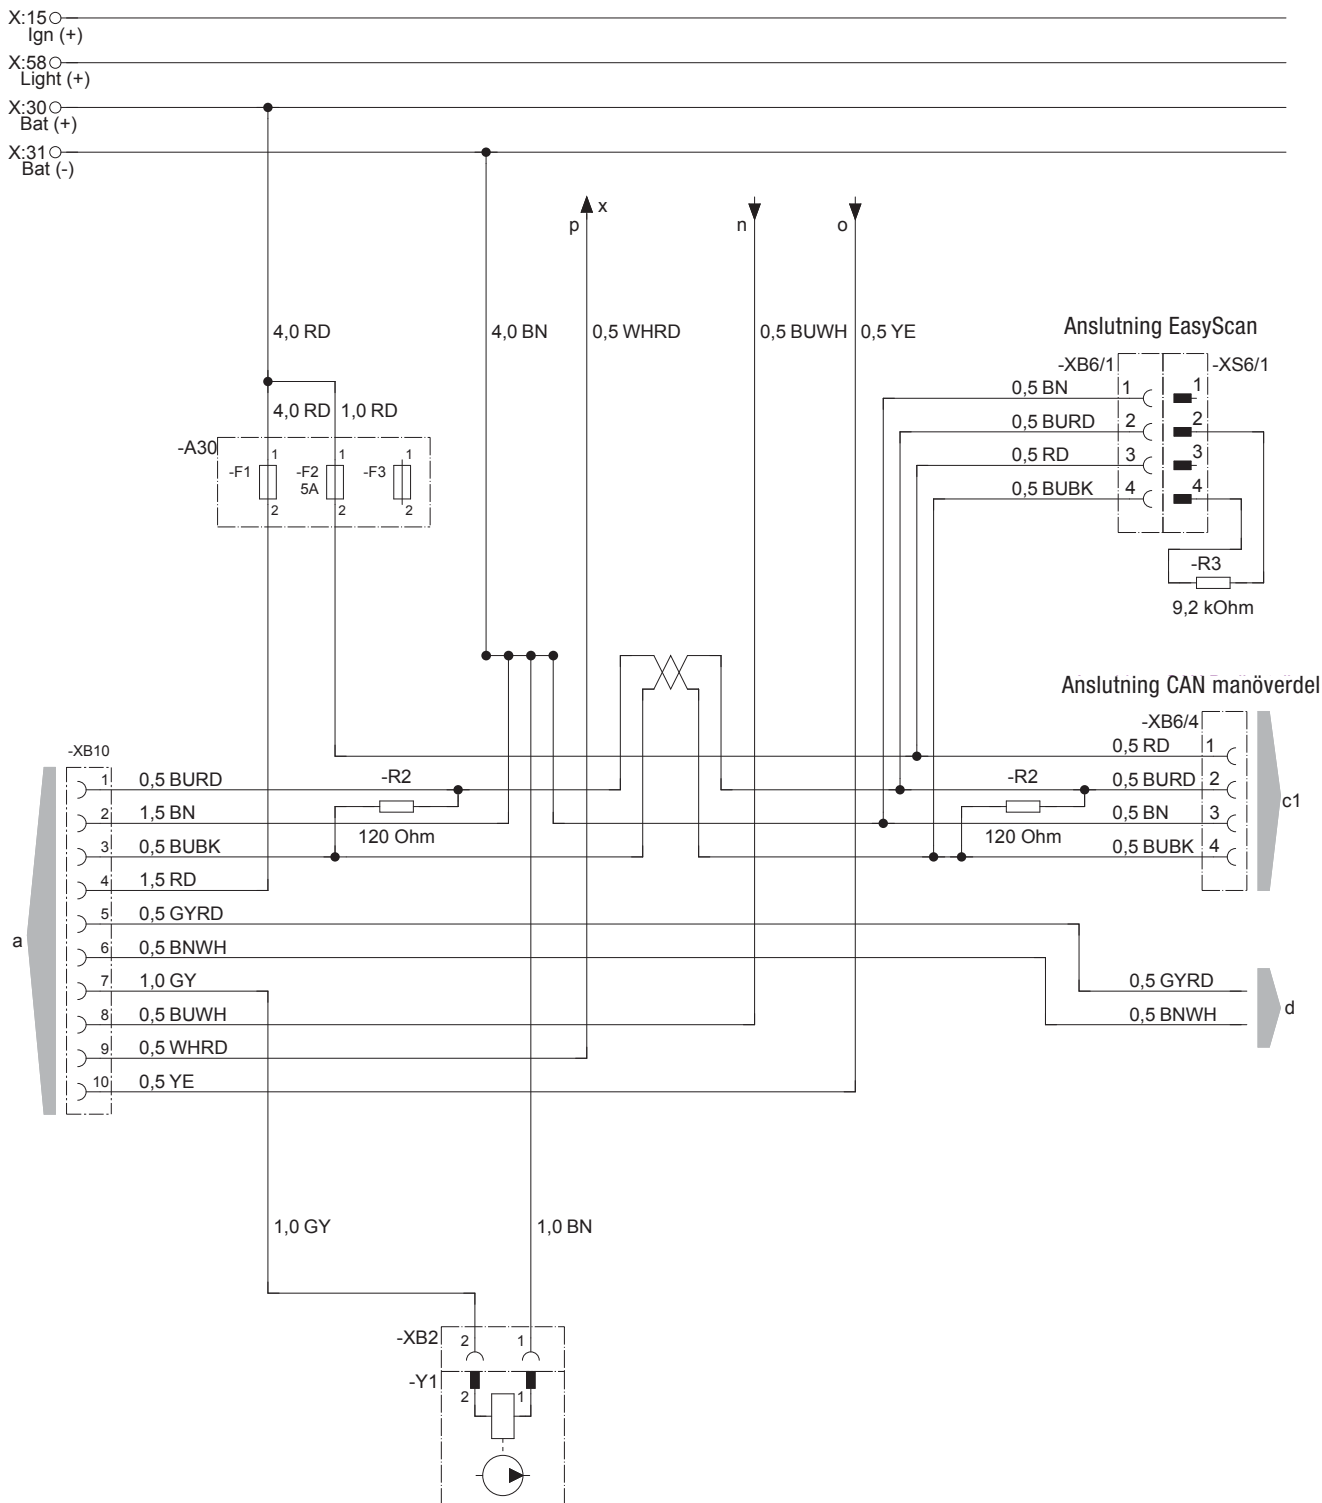 X:15
Ign (+)
X:58
Light (+)
X:30
Bat (+)
X:31
Bat (-)
p x n o
4,0 RD 4,0 BN 0,5 WHRD 0,5 BUWH 0,5 YE
Anslutning EasyScan
-XB6/1 -XS6/1
0,5 BN 1 1
0,5 BURD 2 2
0,5 RD 3 3
0,5 BUBK 4 4
-R3
9,2 kOhm
4,0 RD 1,0 RD
-A30
1 1 1
-F1 -F2 -F3
5A
2 2 2
Anslutning CAN manöverdel
-XB6/4
0,5 RD 1
-R2 0,5 BURD 2
0,5 BN 3
120 Ohm 0,5 BUBK 4
c1
-XB10
1 0,5 BURD -R2
2 1,5 BN
120 Ohm
3 0,5 BUBK
4 1,5 RD
5 0,5 GYRD
a
6 0,5 BNWH
7 1,0 GY
8 0,5 BUWH
9 0,5 WHRD
10 0,5 YE
0,5 GYRD
0,5 BNWH
d
1,0 GY 1,0 BN
-XB2 2 1
-Y1
2 1